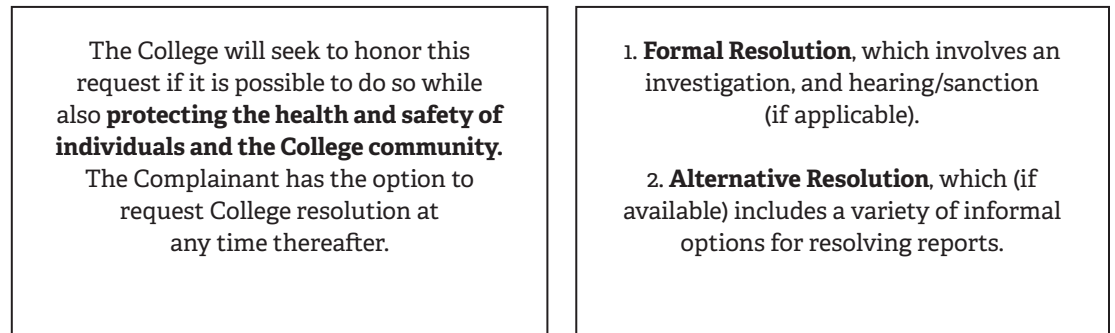 The College will seek to honor this
request if it is possible to do so while
also protecting the health and safety of
individuals and the College community.
The Complainant has the option to
request College resolution at
any time thereafter.
1. Formal Resolution, which involves an
investigation, and hearing/sanction
(if applicable).
2. Alternative Resolution, which (if
available) includes a variety of informal
options for resolving reports.